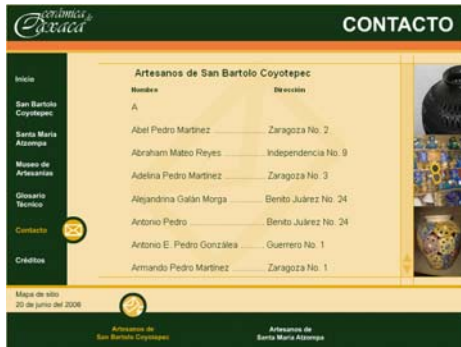 cerámica de
Oaxaca
CONTACTO
Inicio
San Bartolo
Coyotepec
Santa María
Atzompa
Museo de
Artesanías
Glosario
Técnico
Contacto
Créditos
Artesanos de San Bartolo Coyotepec
Nombre Dirección
A
Abel Pedro Martínez Zaragoza No. 2
Abraham Mateo Reyes Independencia No. 9
Adelina Pedro Martínez Zaragoza No. 3
Alejandrina Galán Morga Benito Juárez No. 24
Antonio Pedro Benito Juárez No. 24
Antonio E. Pedro Gonzálea Guerrero No. 1
Armando Pedro Martínez Zaragoza No. 1
Mapa de sitio
20 de junio del 2006
Artesanos de
San Bartolo Coyotepec
Artesanos de
Santa María Atzompa